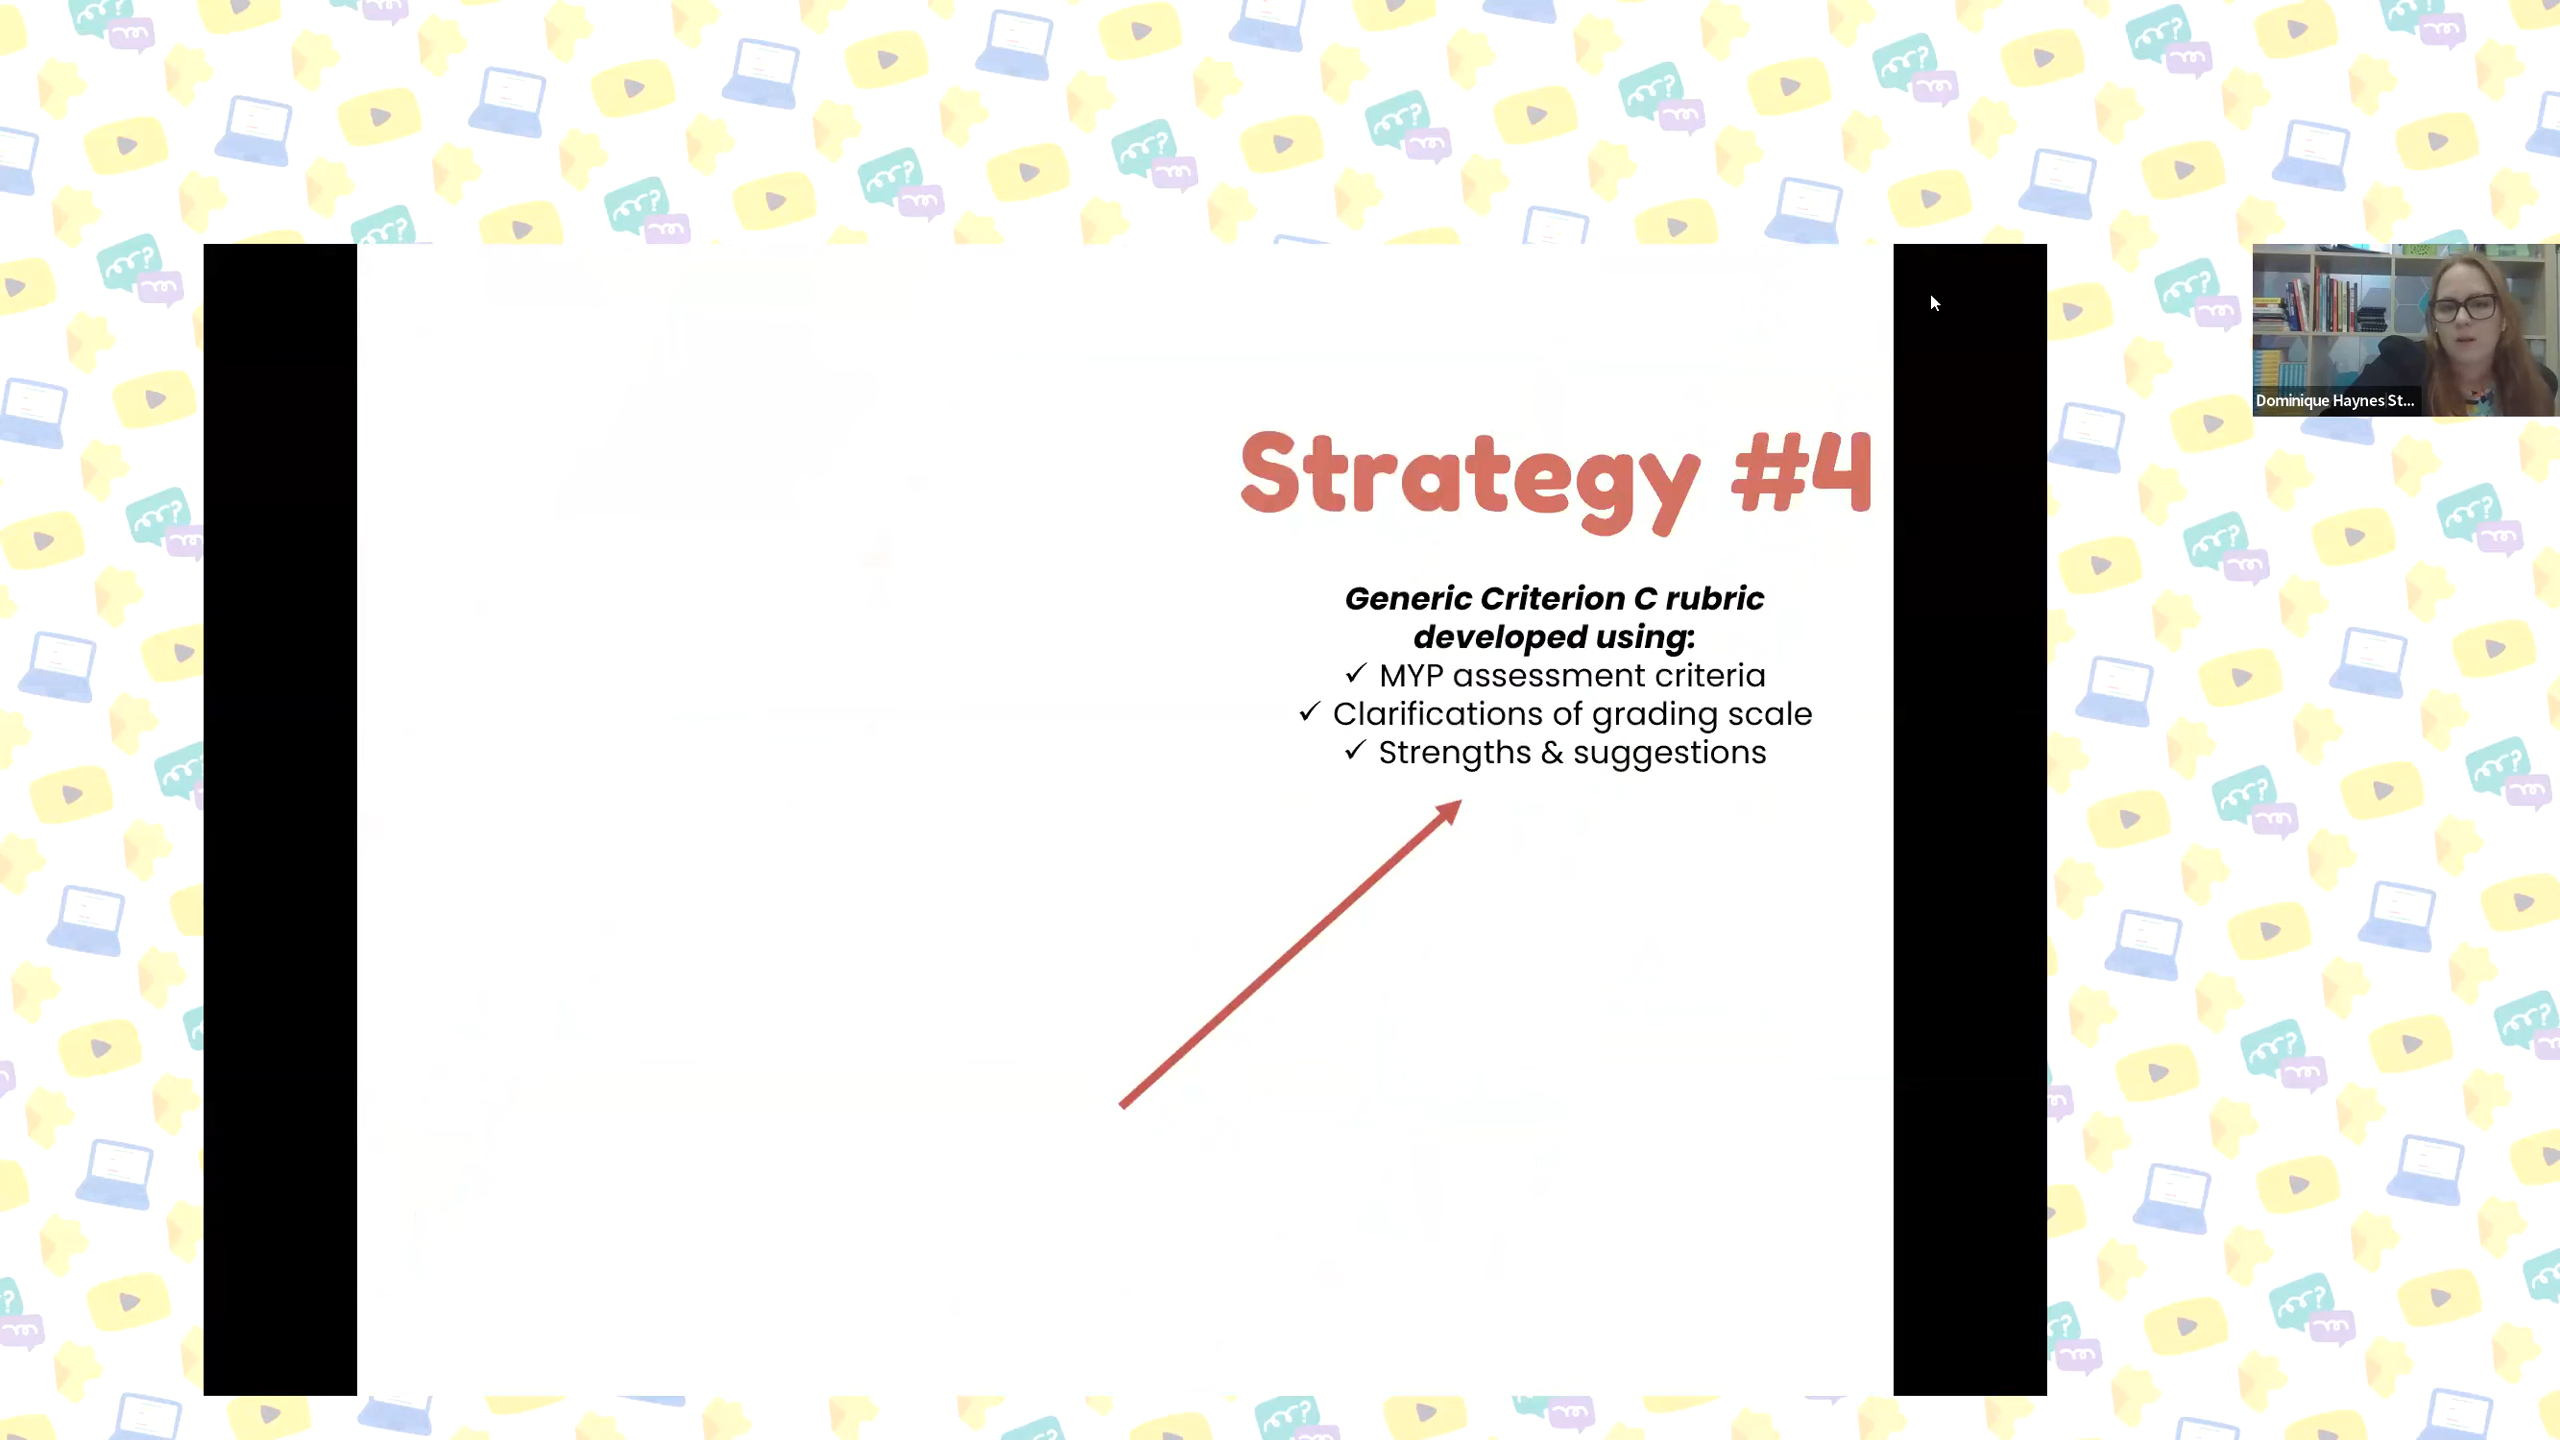 Strategy #4
Generic Criterion C rubric
developed using:
✓ MYP assessment criteria
✓ Clarifications of grading scale
✓ Strengths & suggestions
Dominique Haynes St...